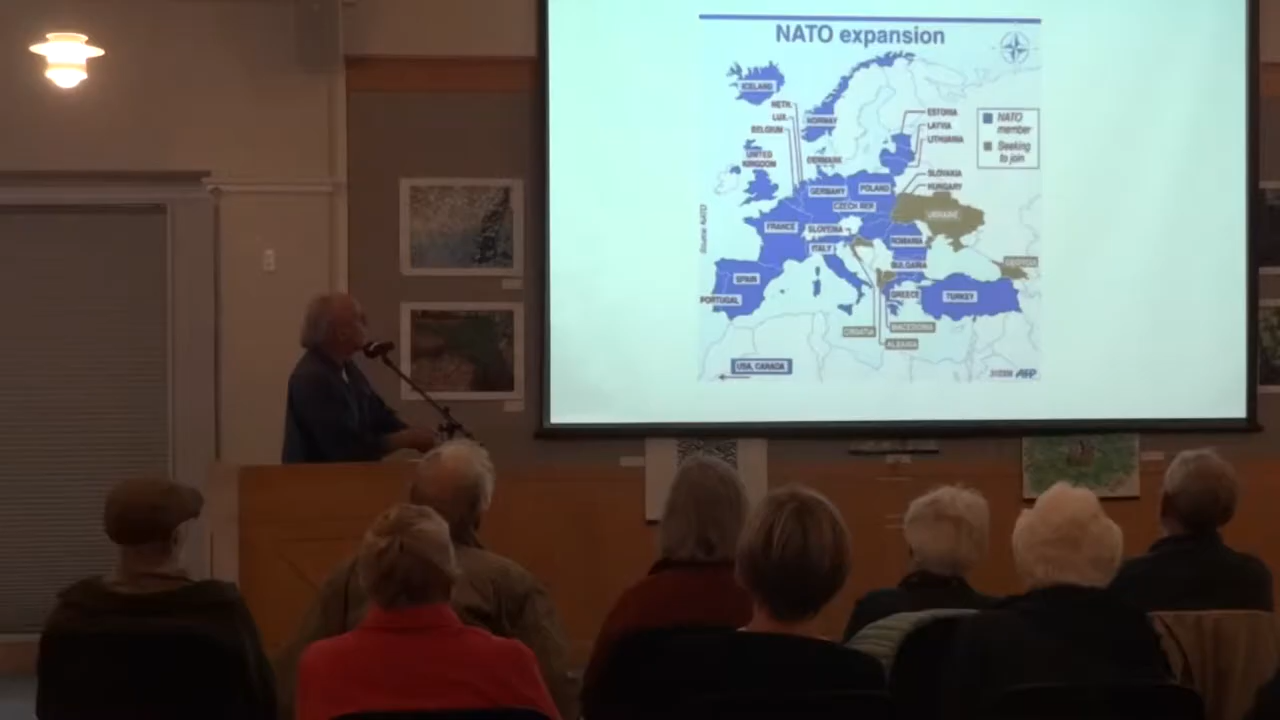 NATO expansion
ICELAND
NETH.
LUX.
BELGIUM
NORWAY
ESTONIA
LATVIA
LITHUANIA
NATO
member
Seeking
to join
UNITED
KINGDOM
DENMARK
SLOVAKIA
HUNGARY
GERMANY
POLAND
CZECH REP.
UKRAINE
FRANCE
SLOVENIA
ITALY
ROMANIA
BULGARIA
GEORGIA
SPAIN
PORTUGAL
GREECE
TURKEY
CROATIA
MACEDONIA
ALBANIA
USA, CANADA
Source: NATO
AFP